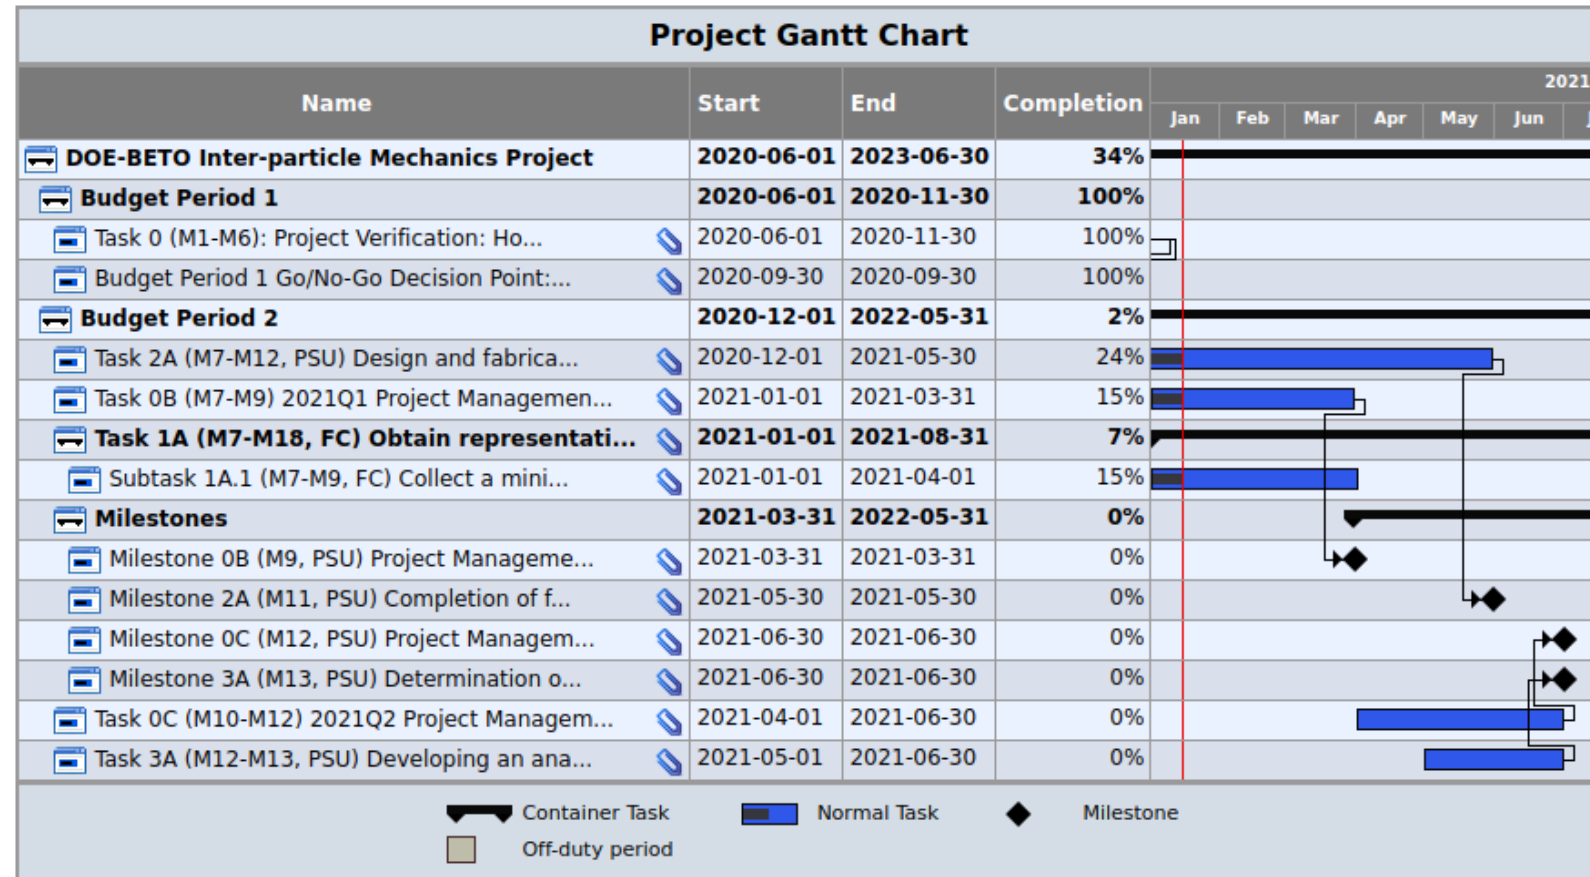 Project Gantt Chart
Name Start End Completion 2021
Jan Feb Mar Apr May Jun
DOE-BETO Inter-particle Mechanics Project 2020-06-01 2023-06-30 34%
Budget Period 1 2020-06-01 2020-11-30 100%
Task 0 (M1-M6): Project Verification: Ho... 2020-06-01 2020-11-30 100%
Budget Period 1 Go/No-Go Decision Point:... 2020-09-30 2020-09-30 100%
Budget Period 2 2020-12-01 2022-05-31 2%
Task 2A (M7-M12, PSU) Design and fabrica... 2020-12-01 2021-05-30 24%
Task 0B (M7-M9) 2021Q1 Project Managemen... 2021-01-01 2021-03-31 15%
Task 1A (M7-M18, FC) Obtain representati... 2021-01-01 2021-08-31 7%
Subtask 1A.1 (M7-M9, FC) Collect a mini... 2021-01-01 2021-04-01 15%
Milestones 2021-03-31 2022-05-31 0%
Milestone 0B (M9, PSU) Project Manageme... 2021-03-31 2021-03-31 0%
Milestone 2A (M11, PSU) Completion of f... 2021-05-30 2021-05-30 0%
Milestone 0C (M12, PSU) Project Managem... 2021-06-30 2021-06-30 0%
Milestone 3A (M13, PSU) Determination o... 2021-06-30 2021-06-30 0%
Task 0C (M10-M12) 2021Q2 Project Managem... 2021-04-01 2021-06-30 0%
Task 3A (M12-M13, PSU) Developing an ana... 2021-05-01 2021-06-30 0%
Container Task Normal Task Milestone
Off-duty period